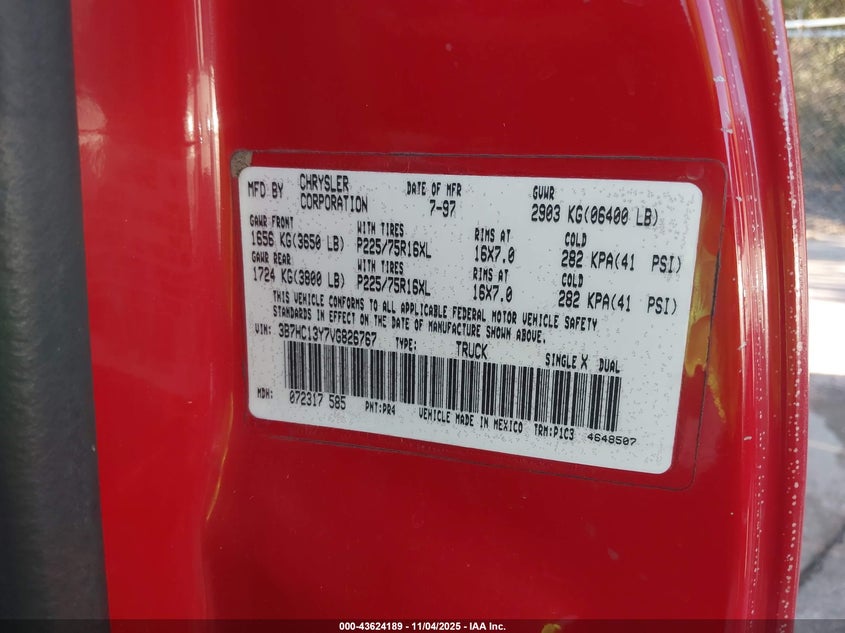 MFD BY CHRYSLER CORPORATION DATE OF MFR 7-97 GVWR 2903 KG(06400 LB)
GAWR FRONT WITH TIRES RIMS AT COLD
1656 KG(3650 LB) P225/75R16XL 16X7.0 282 KPA(41 PSI)
GAWR REAR WITH TIRES RIMS AT COLD
1724 KG(3800 LB) P225/75R16XL 16X7.0 282 KPA(41 PSI)
THIS VEHICLE CONFORMS TO ALL APPLICABLE FEDERAL MOTOR VEHICLE SAFETY
STANDARDS IN EFFECT ON THE DATE OF MANUFACTURE SHOWN ABOVE.
VIN: 3B7HC13Y7VG826767 TYPE: TRUCK SINGLE X DUAL
MDH: 072317 585 PNT:PR4 VEHICLE MADE IN MEXICO TRM:P1C3 4648507
000-43624189 - 11/04/2025 - IAA Inc.